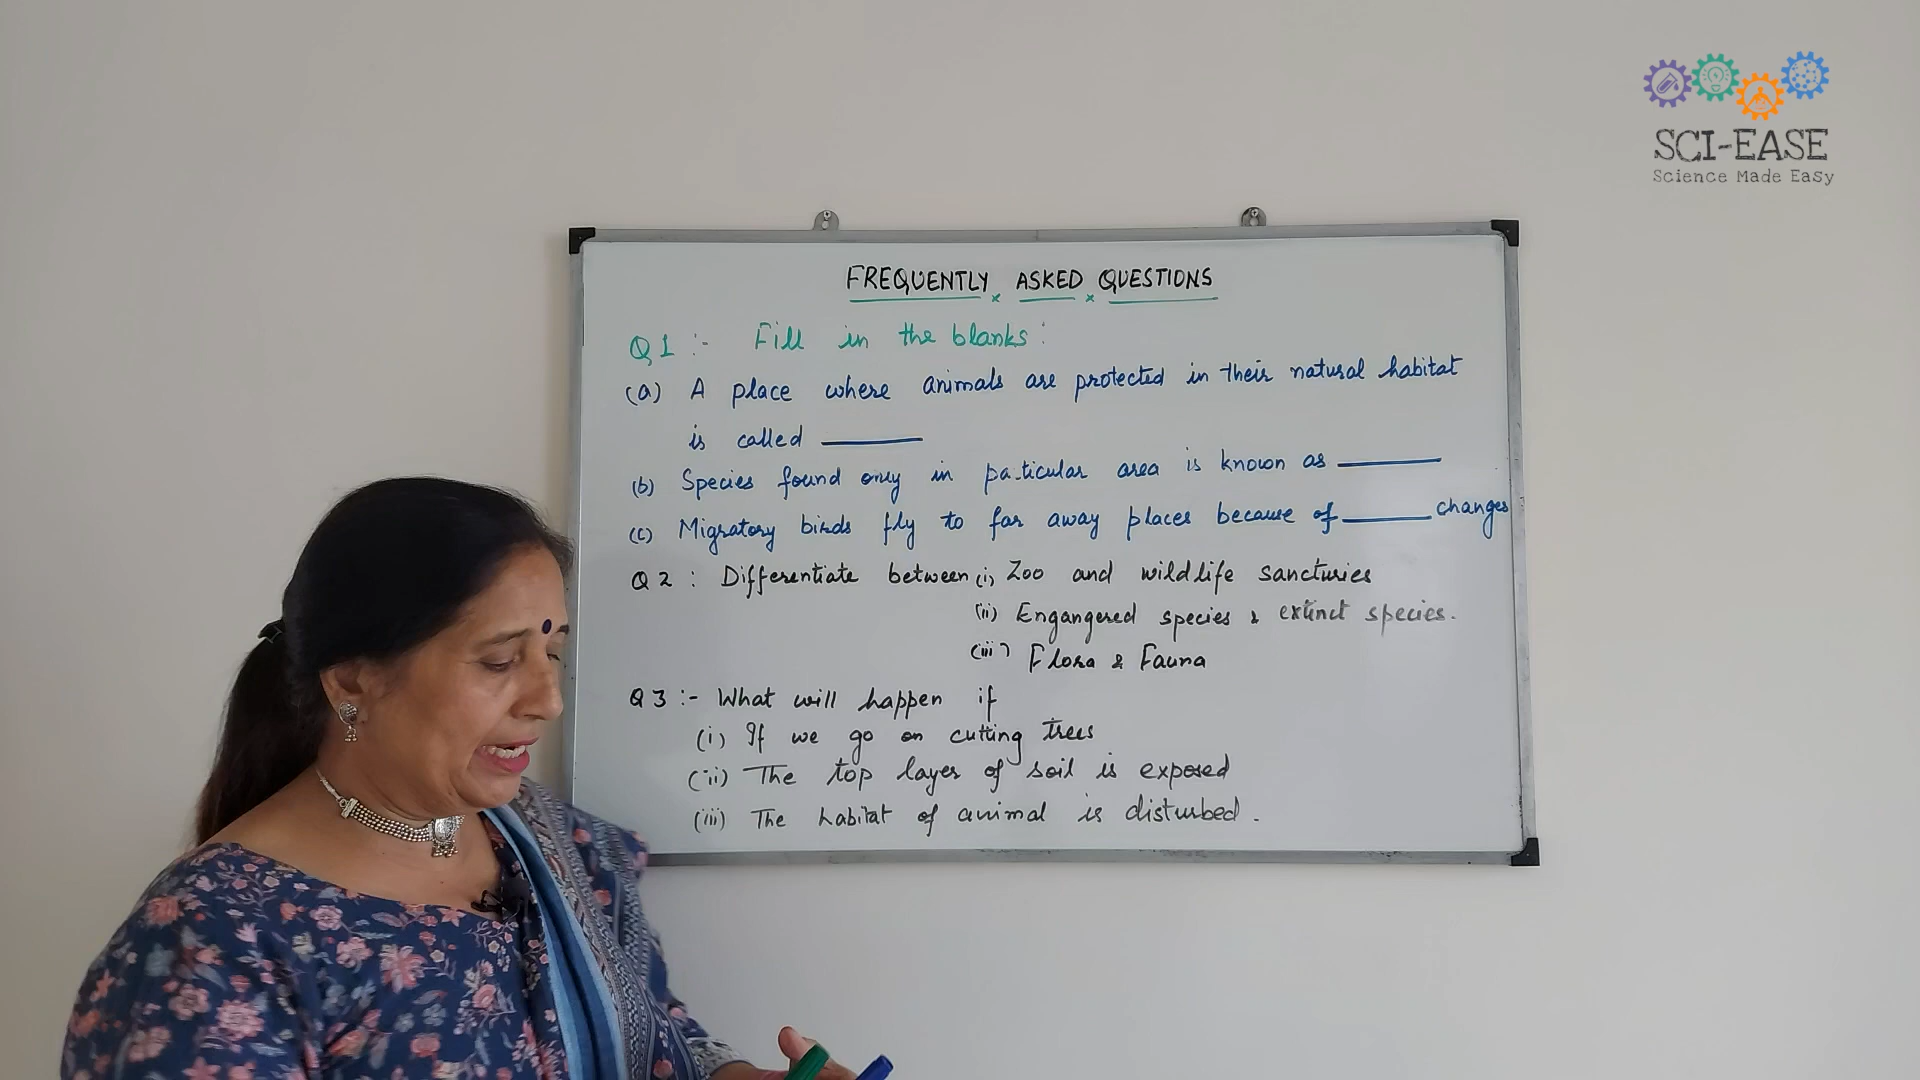 SCI-EASE
Science Made Easy
FREQUENTLY ASKED QUESTIONS
Q1:- Fill in the blanks:
(a) A place where animals are protected in their natural habitat
is called ______
(b) Species found only in particular area is known as ______
(c) Migratory birds fly to far away places because of ______ changes
Q2: Differentiate between (i) Zoo and wildlife sancturies
(ii) Engangered species & extinct species.
(iii) Flora & Fauna
Q3:- What will happen if
(i) If we go on cutting trees
(ii) The top layer of soil is exposed
(iii) The habitat of animal is disturbed.